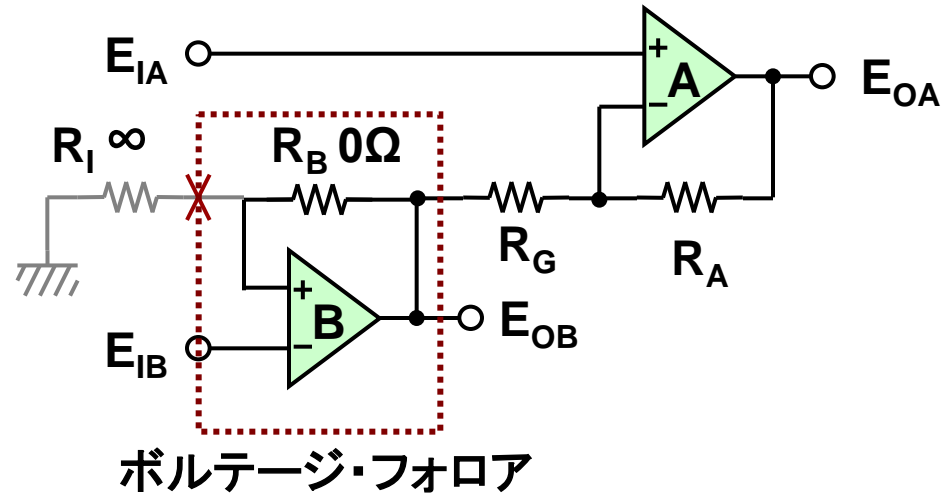 E_IA
+
A
−
E_OA
R_I ∞
R_B 0Ω
R_G
R_A
+
B
−
E_IB
E_OB
ボルテージ・フォロア